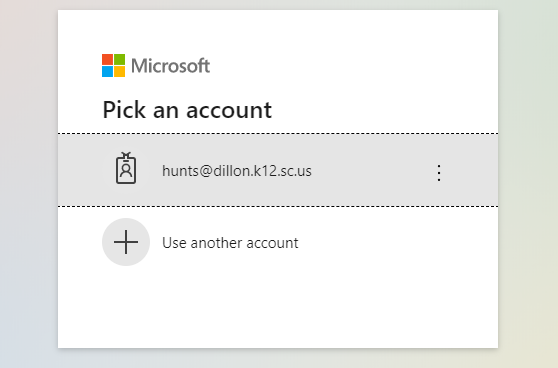 Microsoft
Pick an account
hunts@dillon.k12.sc.us
Use another account